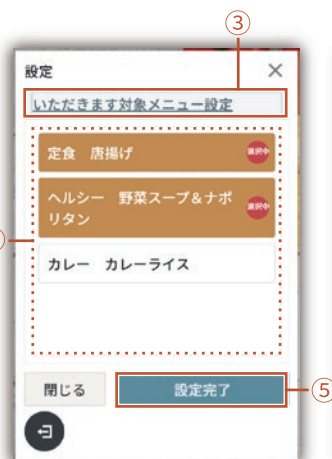 ③
設定
いただきます対象メニュー設定
定食　唐揚げ
選択中
ヘルシー　野菜スープ&ナポ
リタン
選択中
カレー　カレーライス
閉じる
設定完了
⑤